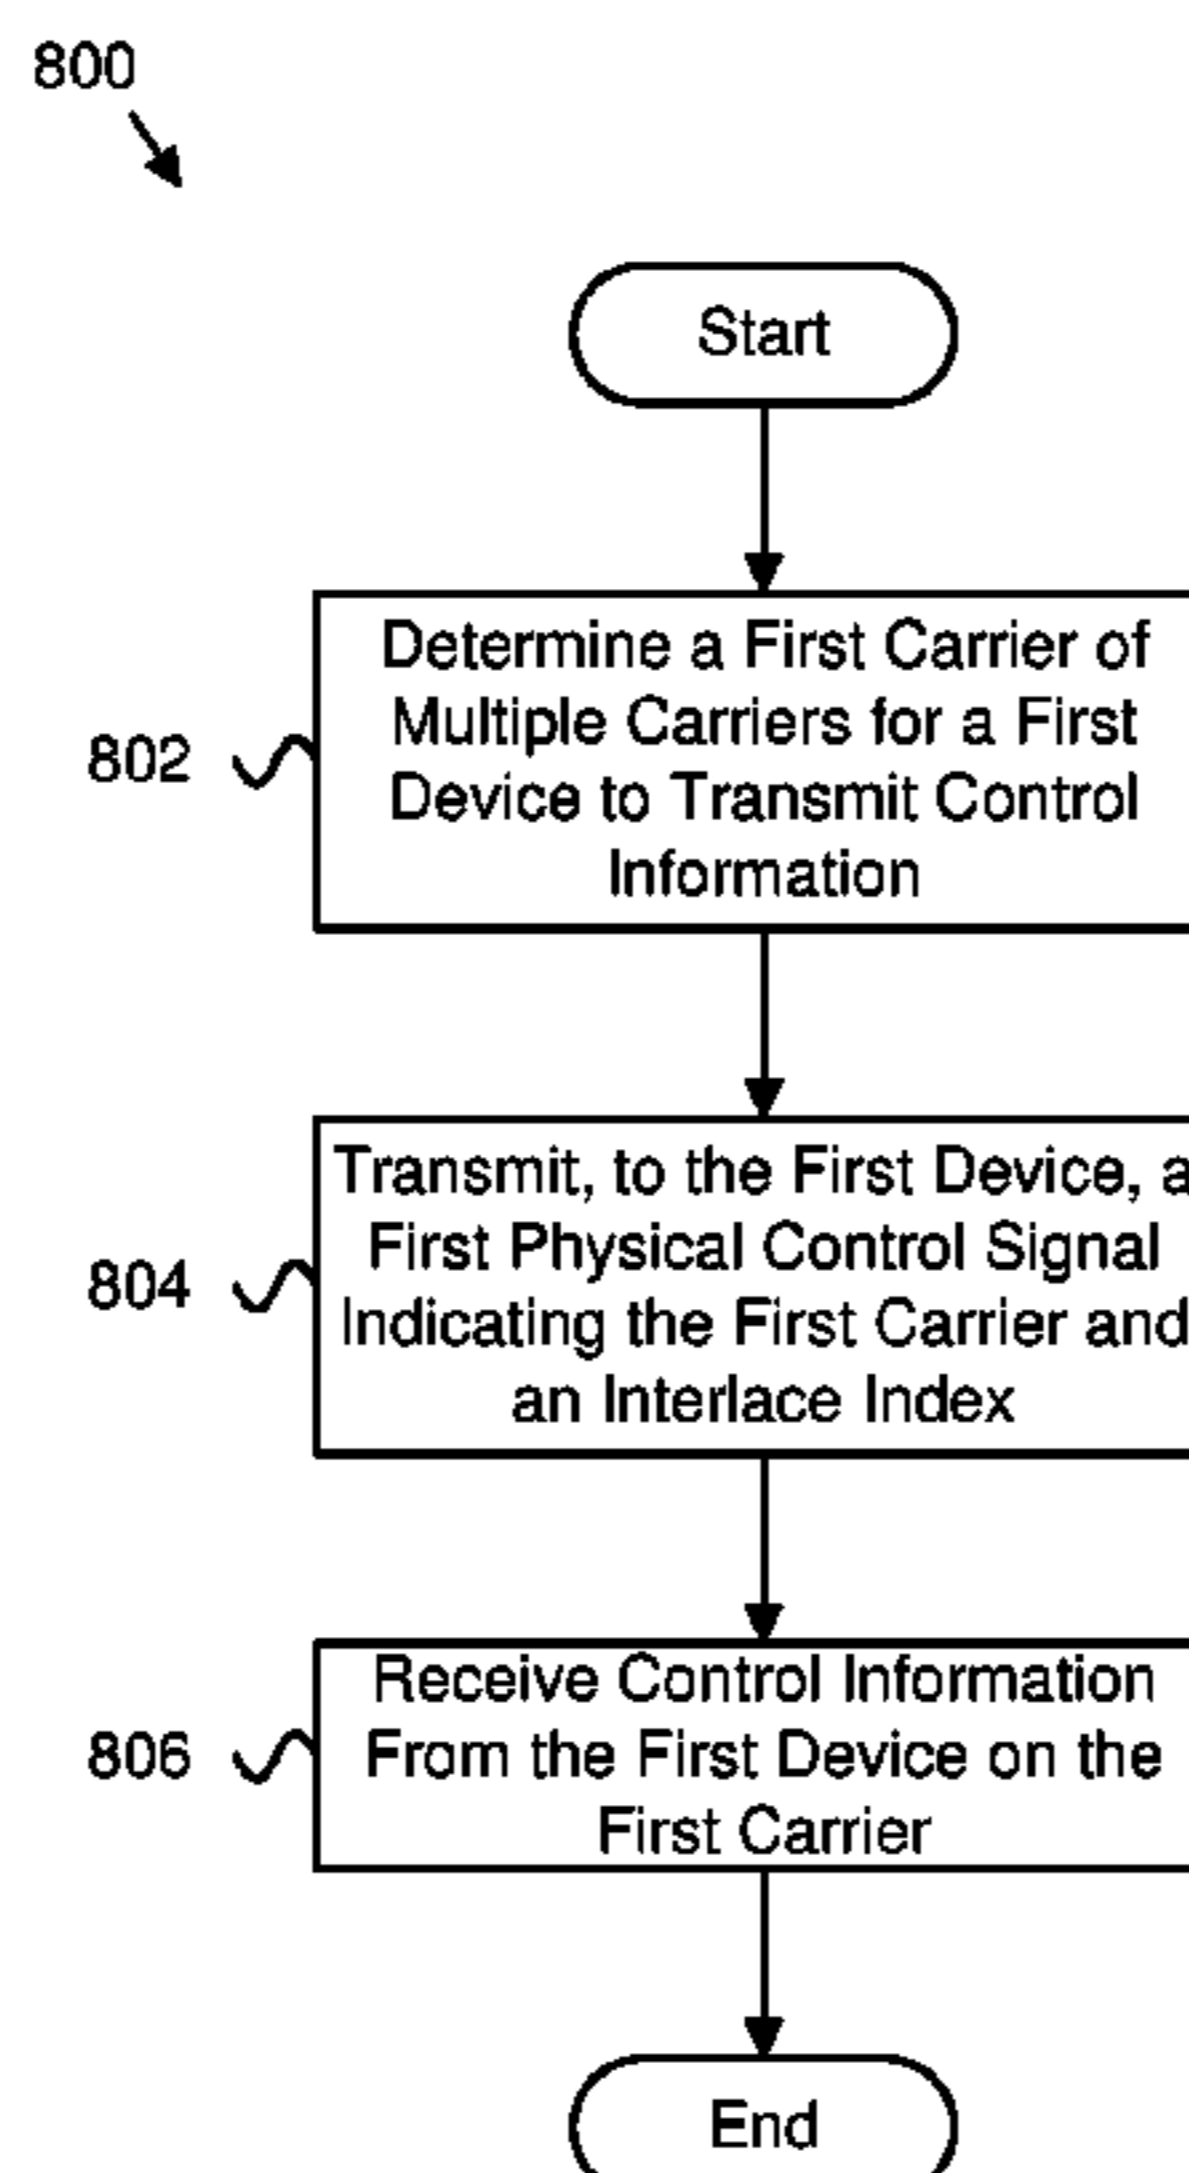 800
Start
802
Determine a First Carrier of
Multiple Carriers for a First
Device to Transmit Control
Information
804
Transmit, to the First Device, a
First Physical Control Signal
Indicating the First Carrier and
an Interlace Index
806
Receive Control Information
From the First Device on the
First Carrier
End